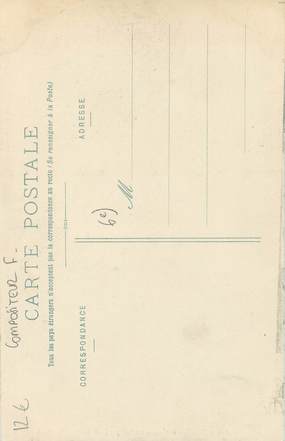 Compositeur F.
CARTE POSTALE
Tous les pays étrangers n'acceptent pas la correspondance au recto (Se renseigner à la Poste)
CORRESPONDANCE
ADRESSE
M
12 €